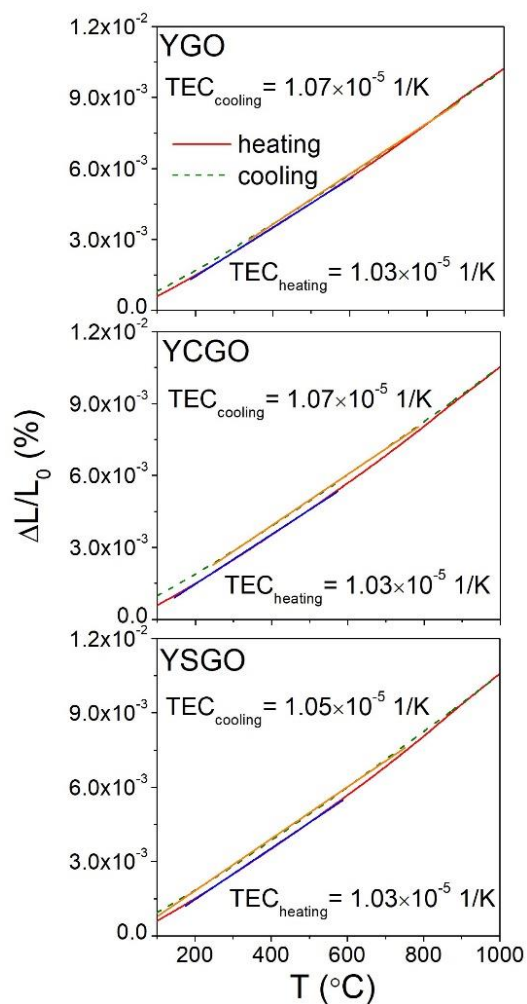 1.2x10⁻²
YGO
TEC_cooling = 1.07×10⁻⁵ 1/K
9.0x10⁻³
heating
6.0x10⁻³
cooling
3.0x10⁻³
TEC_heating = 1.03×10⁻⁵ 1/K
0.0
1.2x10⁻²
YCGO
9.0x10⁻³
TEC_cooling = 1.07×10⁻⁵ 1/K
6.0x10⁻³
3.0x10⁻³
TEC_heating = 1.03×10⁻⁵ 1/K
0.0
ΔL/L₀ (%)
1.2x10⁻²
YSGO
TEC_cooling = 1.05×10⁻⁵ 1/K
9.0x10⁻³
6.0x10⁻³
3.0x10⁻³
TEC_heating = 1.03×10⁻⁵ 1/K
0.0
200 400 600 800 1000
T (°C)